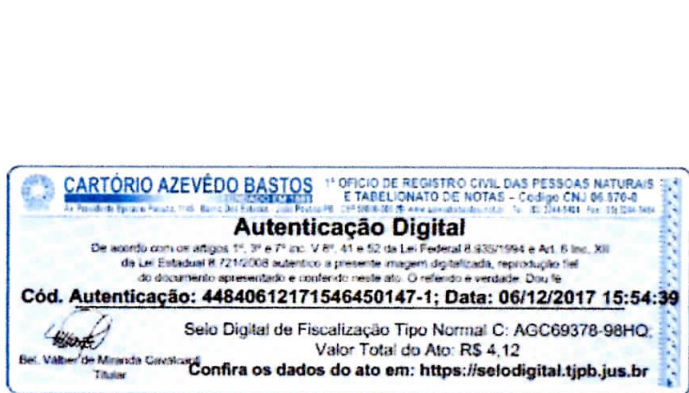 CARTÓRIO AZEVÊDO BASTOS
FUNDADO EM 1888
1º OFICIO DE REGISTRO CIVIL DAS PESSOAS NATURAIS
E TABELIONATO DE NOTAS - Código CNJ 06.870-0
Autenticação Digital
De acordo com os artigos 1º, 3º e 7º inc. V 8º, 41 e 52 da Lei Federal 8.935/1994 e Art. 6 Inc. XII
da Lei Estadual 8.721/2008 autentico a presente imagem digitalizada, reprodução fiel
do documento apresentado e conferido neste ato. O referido é verdade. Dou fé
Cód. Autenticação: 44840612171546450147-1; Data: 06/12/2017 15:54:39
Selo Digital de Fiscalização Tipo Normal C: AGC69378-98HQ;
Valor Total do Ato: R$ 4,12
Bel. Válber de Miranda Cavalcanti
Titular
Confira os dados do ato em: https://selodigital.tjpb.jus.br